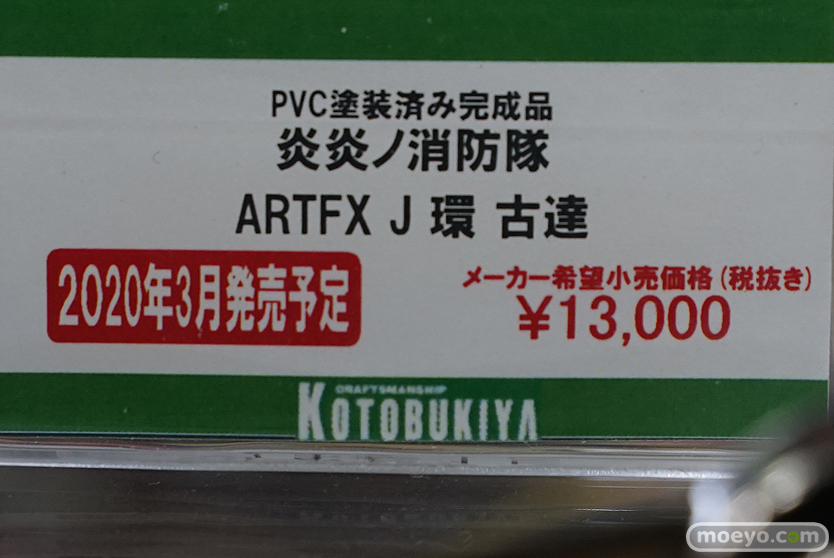 PVC塗装済み完成品
炎炎ノ消防隊
ARTFX J 環 古達
2020年3月発売予定
メーカー希望小売価格(税抜き)
¥13,000
CRAFTSMANSHIP
KOTOBUKIYA
moeyo.com